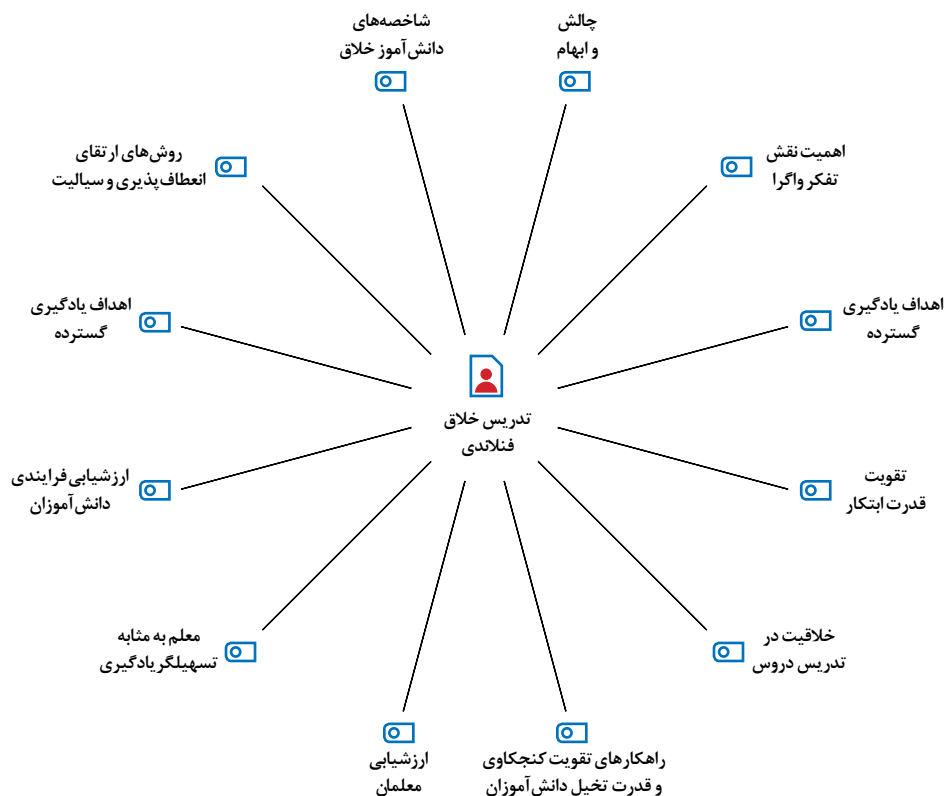 چالش
و ابهام
شاخصه‌های
دانش‌آموز خلاق
اهمیت نقش
تفکر واگرا
روش‌های ارتقای
انعطاف‌پذیری و سیالیت
اهداف یادگیری
گسترده
اهداف یادگیری
گسترده
تدریس خلاق
فنلاندی
تقویت
قدرت ابتکار
ارزشیابی فرایندی
دانش‌آموزان
خلاقیت در
تدریس دروس
معلم به مثابه
تسهیلگر یادگیری
راهکارهای تقویت کنجکاوی
و قدرت تخیل دانش‌آموزان
ارزشیابی
معلمان